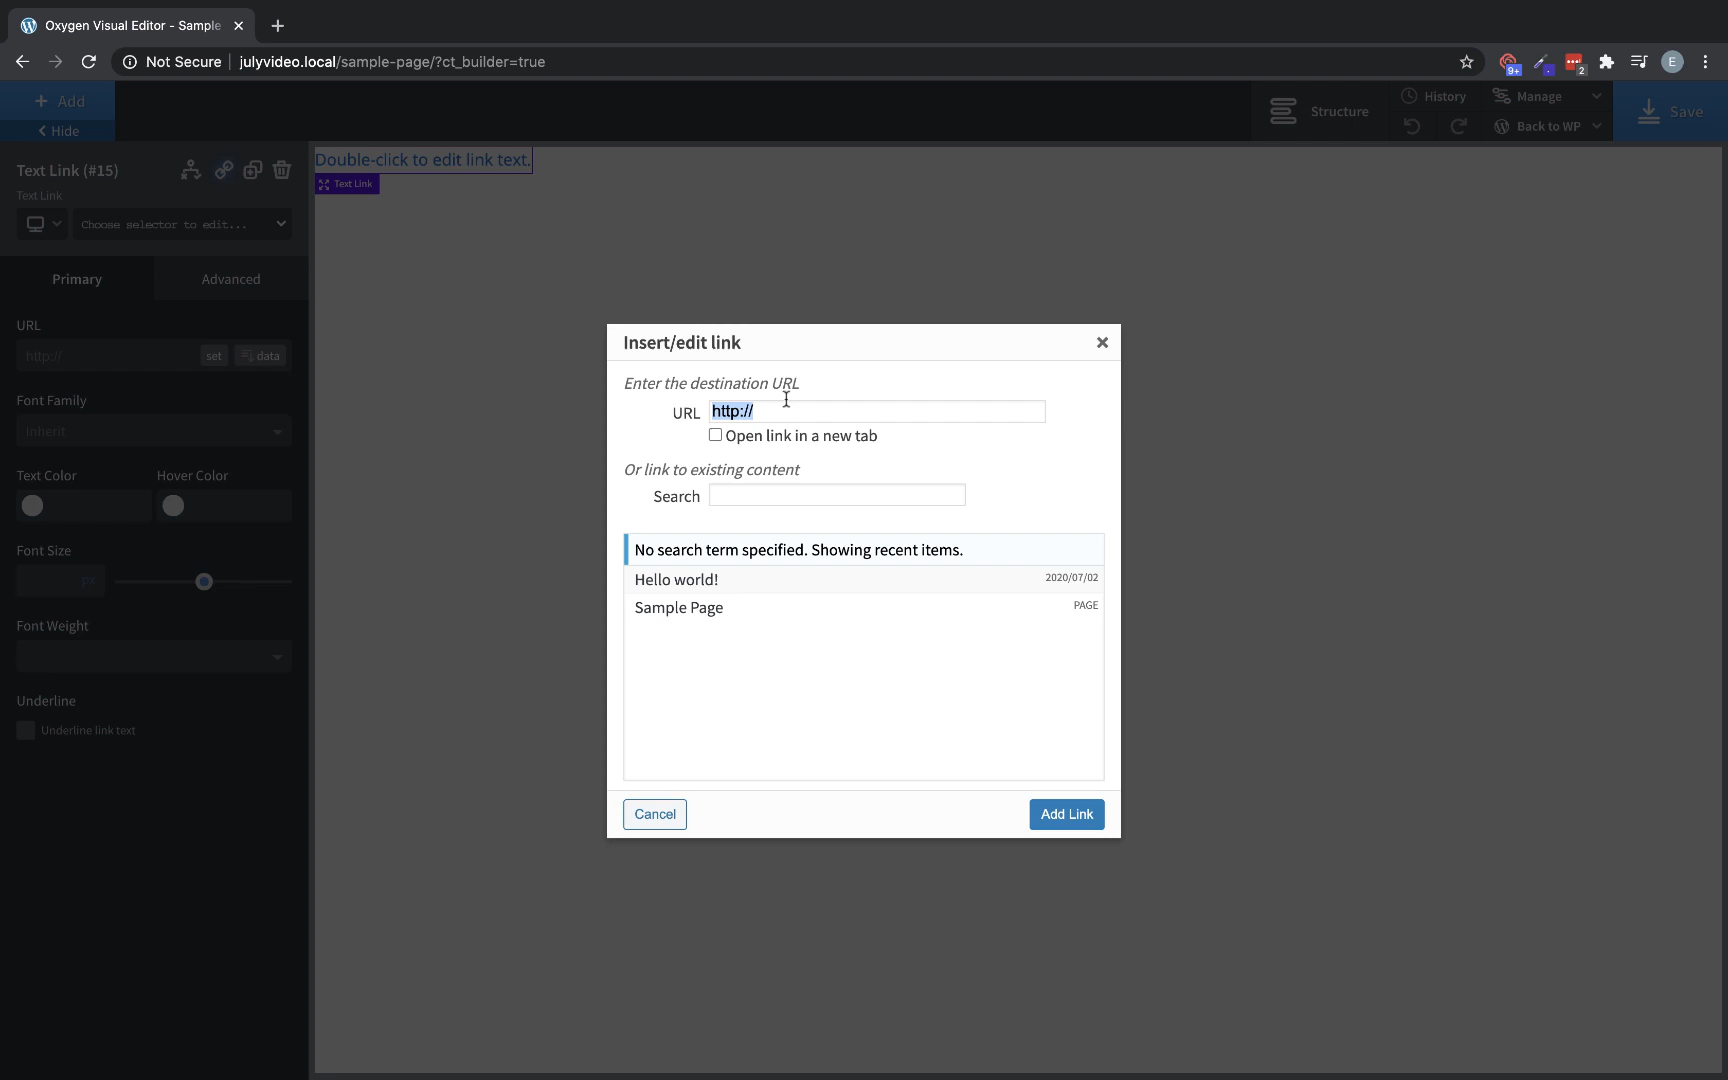 Oxygen Visual Editor - Sample
Not Secure julyvideo.local/sample-page/?ct_builder=true
9+
2
E
+ Add
< Hide
Structure
History
Manage
Back to WP
Save
Text Link (#15)
Text Link
Choose selector to edit...
Primary
Advanced
URL
http://
set
data
Font Family
Inherit
Text Color
Hover Color
Font Size
px
Font Weight
Underline
Underline link text
Double-click to edit link text.
Text Link
Insert/edit link
Enter the destination URL
URL http://
Open link in a new tab
Or link to existing content
Search
No search term specified. Showing recent items.
Hello world! 2020/07/02
Sample Page PAGE
Cancel
Add Link